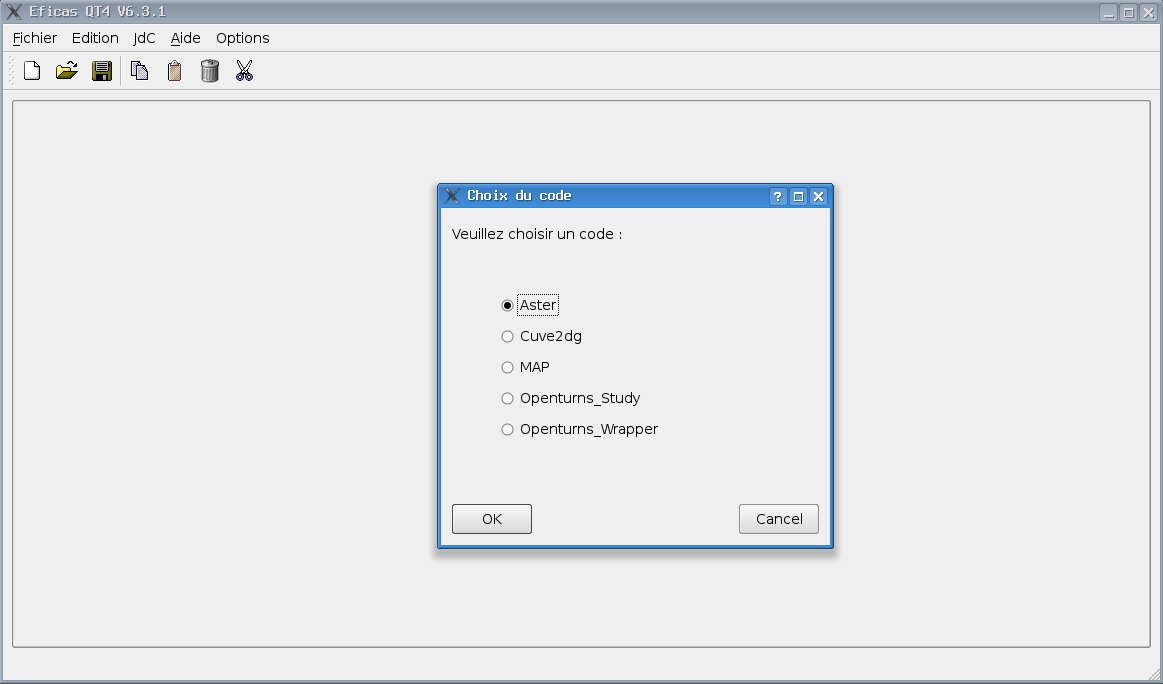 Eficas QT4 V6.3.1
Fichier Edition JdC Aide Options
Choix du code
Veuillez choisir un code :
Aster
Cuve2dg
MAP
Openturns_Study
Openturns_Wrapper
OK Cancel